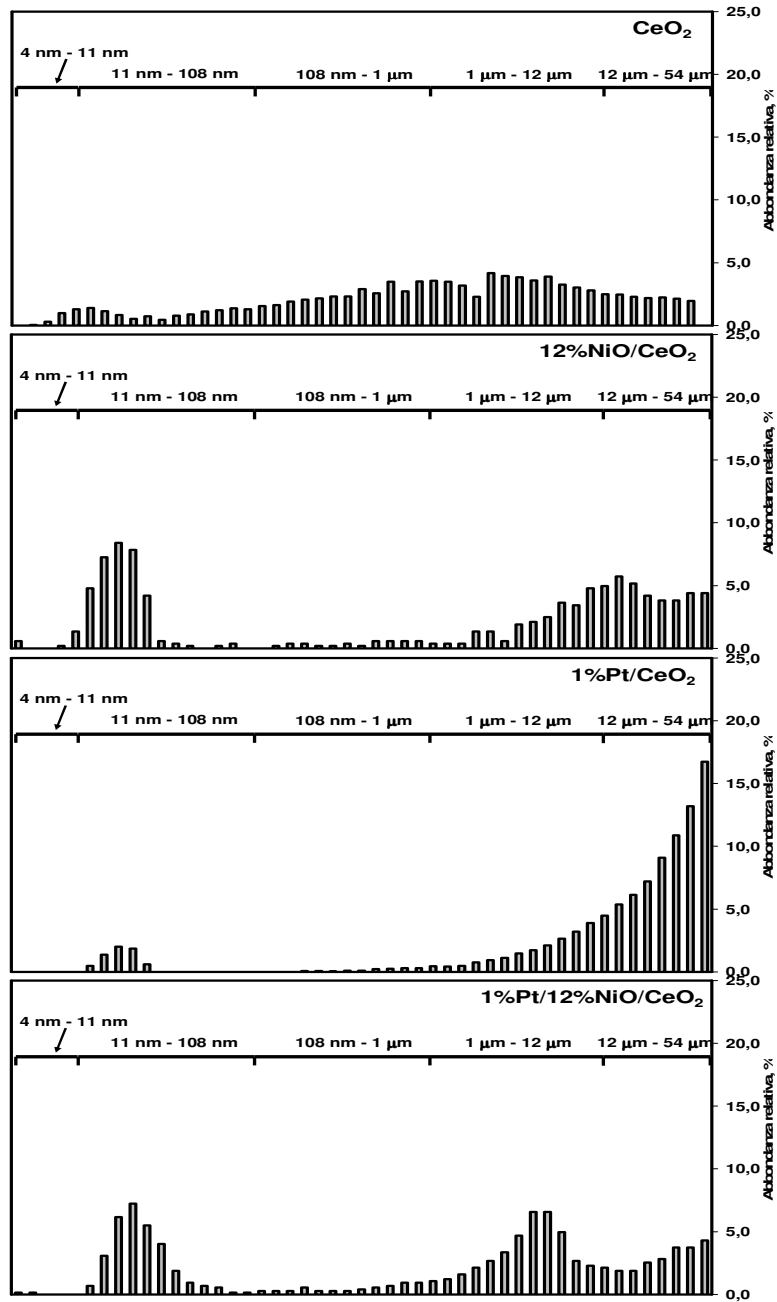 25,0
CeO₂
4 nm - 11 nm
20,0
11 nm - 108 nm 108 nm - 1 µm 1 µm - 12 µm 12 µm - 54 µm
15,0
10,0
5,0
0,0
Abbondanza relativa, %
25,0
12%NiO/CeO₂
4 nm - 11 nm
20,0
11 nm - 108 nm 108 nm - 1 µm 1 µm - 12 µm 12 µm - 54 µm
15,0
10,0
5,0
0,0
Abbondanza relativa, %
25,0
1%Pt/CeO₂
4 nm - 11 nm
20,0
11 nm - 108 nm 108 nm - 1 µm 1 µm - 12 µm 12 µm - 54 µm
15,0
10,0
5,0
0,0
Abbondanza relativa, %
25,0
1%Pt/12%NiO/CeO₂
4 nm - 11 nm
20,0
11 nm - 108 nm 108 nm - 1 µm 1 µm - 12 µm 12 µm - 54 µm
15,0
10,0
5,0
0,0
Abbondanza relativa, %